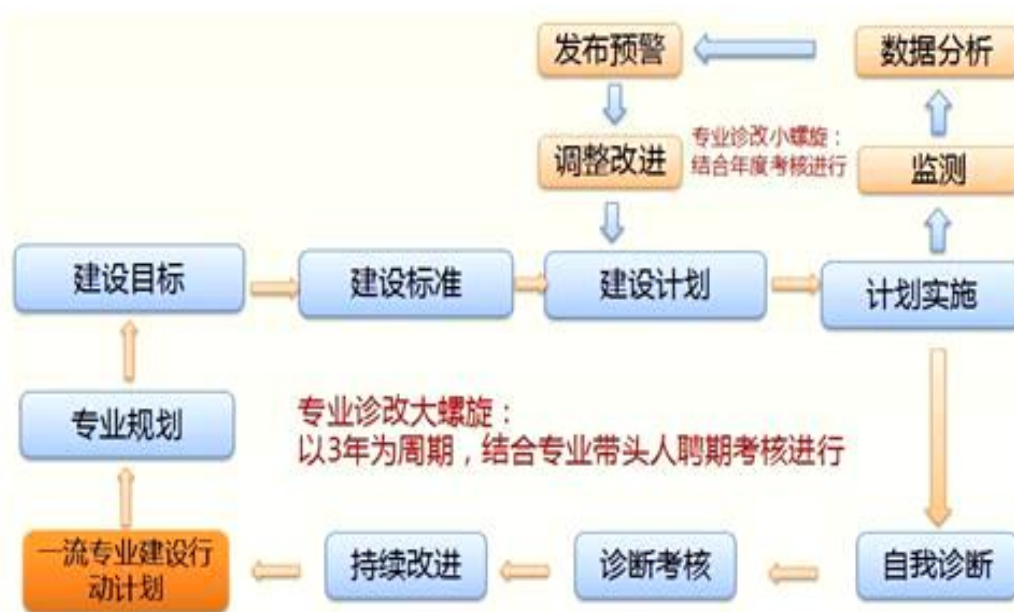 发布预警
数据分析
调整改进
专业诊改小螺旋：
结合年度考核进行
监测
建设目标
建设标准
建设计划
计划实施
专业规划
专业诊改大螺旋：
以3年为周期，结合专业带头人聘期考核进行
一流专业建设行
动计划
持续改进
诊断考核
自我诊断